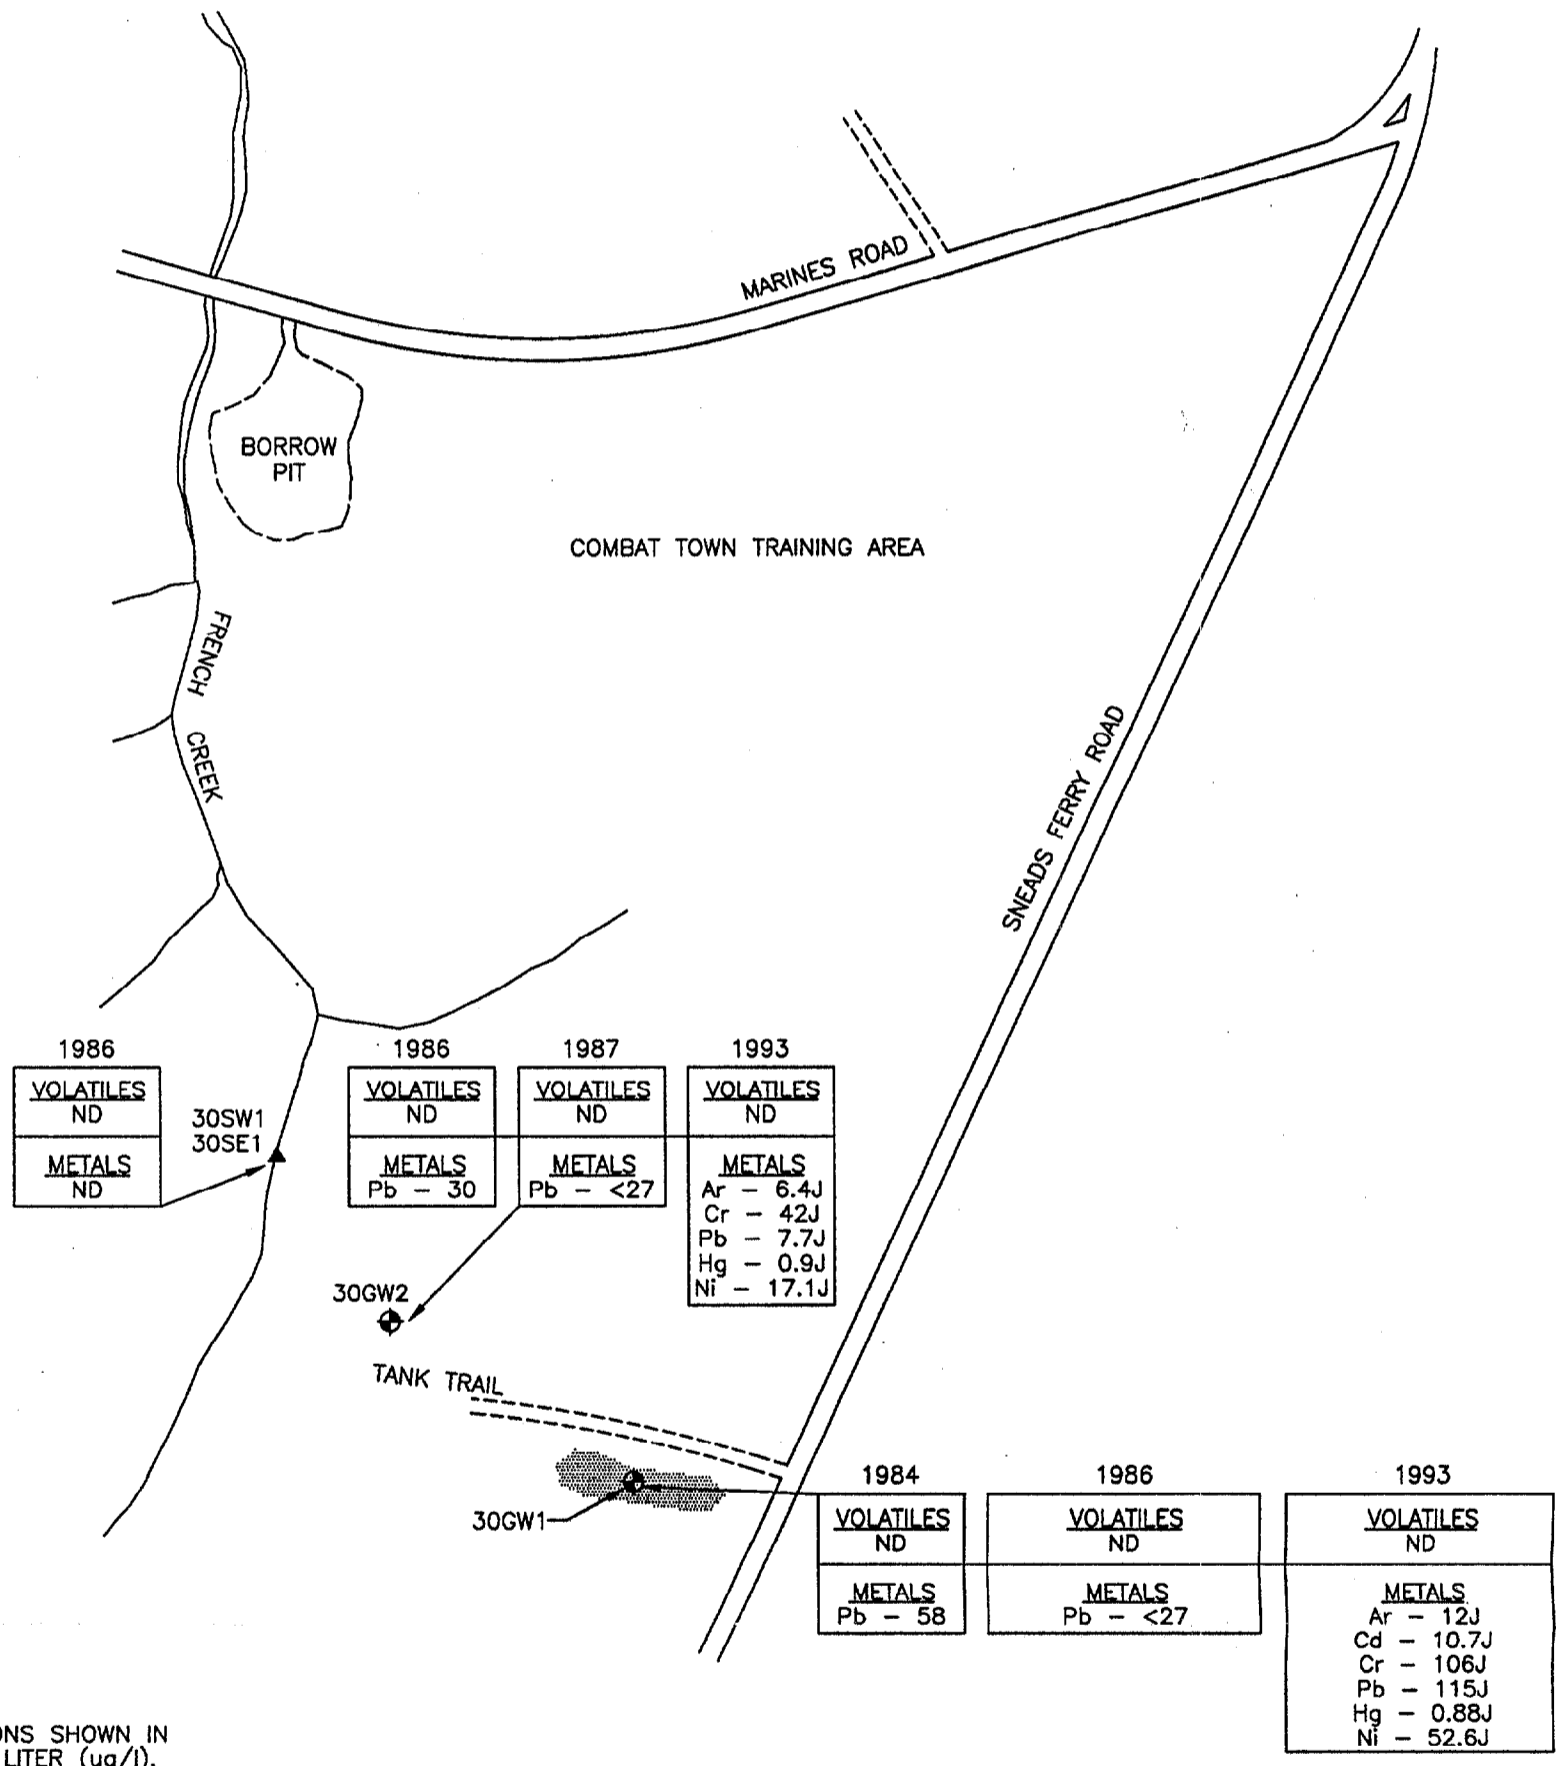 MARINES ROAD
BORROW
PIT
COMBAT TOWN TRAINING AREA
FRENCH CREEK
SNEADS FERRY ROAD
1986
VOLATILES
ND
METALS
ND
30SW1
30SE1
1986
VOLATILES
ND
METALS
Pb - 30
1987
VOLATILES
ND
METALS
Pb - <27
1993
VOLATILES
ND
METALS
Ar - 6.4J
Cr - 42J
Pb - 7.7J
Hg - 0.9J
Ni - 17.1J
30GW2
TANK TRAIL
30GW1
1984
VOLATILES
ND
METALS
Pb - 58
1986
VOLATILES
ND
METALS
Pb - <27
1993
VOLATILES
ND
METALS
Ar - 12J
Cd - 10.7J
Cr - 106J
Pb - 115J
Hg - 0.88J
Ni - 52.6J
ONS SHOWN IN
LITER (ug/l).